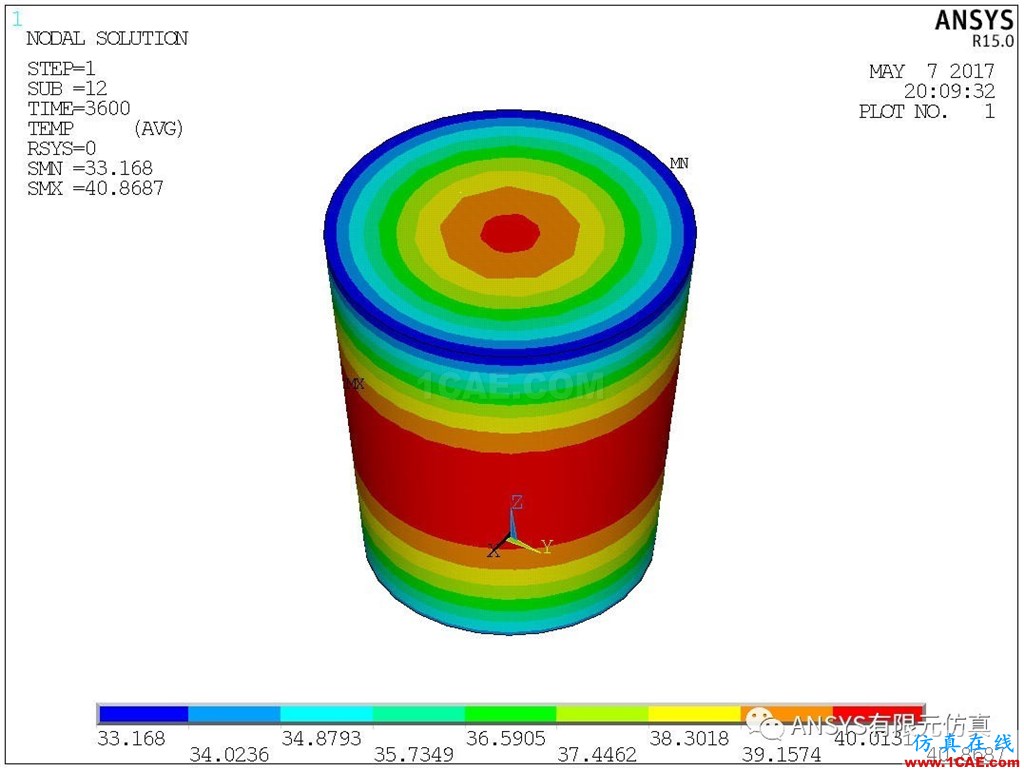 1
ANSYS
R15.0
NODAL SOLUTION
STEP=1
SUB =12
TIME=3600
TEMP (AVG)
RSYS=0
SMN =33.168
SMX =40.8687
MAY 7 2017
20:09:32
PLOT NO. 1
MN
MX
1CAE.COM
Z
X
Y
33.168
34.0236
34.8793
35.7349
36.5905
37.4462
38.3018
39.1574
40.0131
40.8687
ANSYS有限元仿真
仿真在线
www.1CAE.com